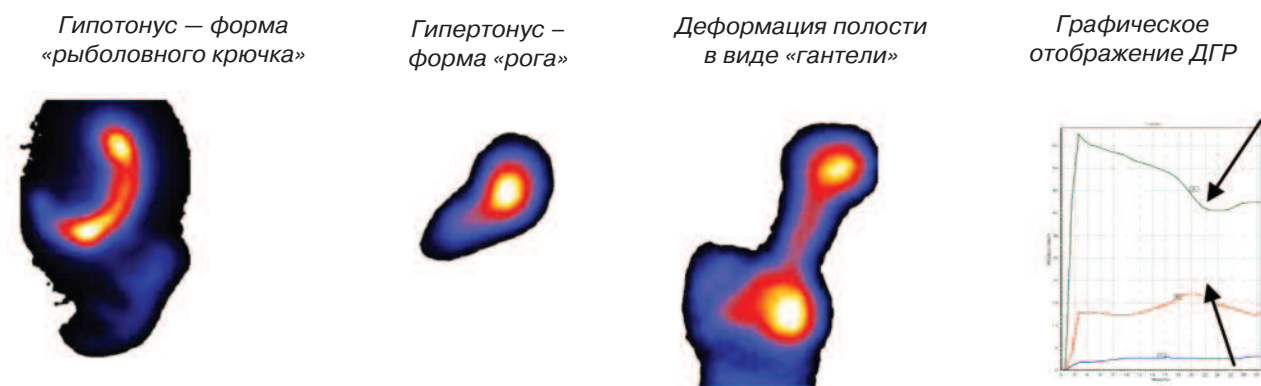 Гипотонус — форма
«рыболовного крючка»
Гипертонус –
форма «рога»
Деформация полости
в виде «гантели»
Графическое
отображение ДГР